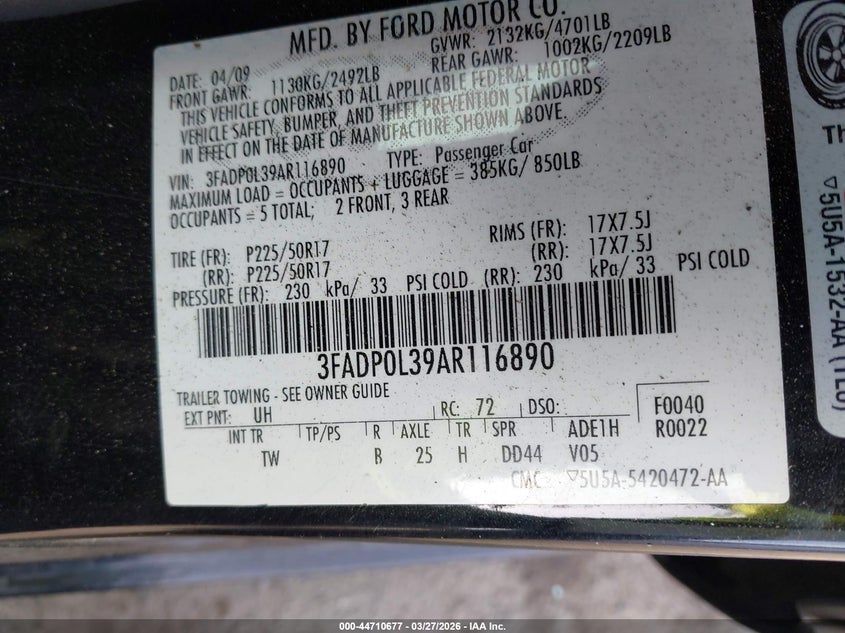 MFD. BY FORD MOTOR CO.
DATE: 04/09
GVWR: 2132KG/4701LB
FRONT GAWR: 1130KG/2492LB
REAR GAWR: 1002KG/2209LB
THIS VEHICLE CONFORMS TO ALL APPLICABLE FEDERAL MOTOR
VEHICLE SAFETY, BUMPER, AND THEFT PREVENTION STANDARDS
IN EFFECT ON THE DATE OF MANUFACTURE SHOWN ABOVE.
VIN: 3FADP0L39AR116890 TYPE: Passenger Car
MAXIMUM LOAD = OCCUPANTS + LUGGAGE = 385KG/ 850LB
OCCUPANTS = 5 TOTAL; 2 FRONT, 3 REAR
TIRE (FR): P225/50R17 RIMS (FR): 17X7.5J
(RR): P225/50R17 (RR): 17X7.5J
PRESSURE (FR): 230 kPa/ 33 PSI COLD (RR): 230 kPa/ 33 PSI COLD
3FADP0L39AR116890
TRAILER TOWING - SEE OWNER GUIDE
EXT PNT: UH RC: 72 DSO: F0040
INT TR TP/PS R AXLE TR SPR ADE1H R0022
TW B 25 H DD44 V05
CMC ▽5U5A-5420472-AA
▽5U5A-1532-AA
000-44710677 — 03/27/2026 — IAA Inc.